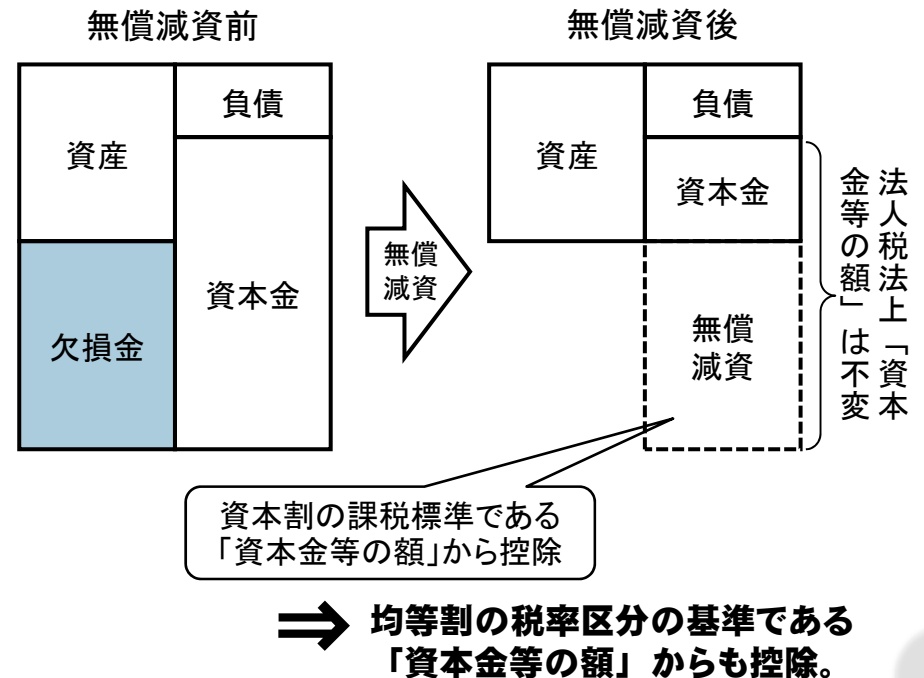 無償減資前
無償減資後
資産
負債
欠損金
資本金
無償
減資
資産
負債
資本金
無償
減資
法人税法上「資本
金等の額」は不変
資本割の課税標準である
「資本金等の額」から控除
⇒ 均等割の税率区分の基準である
「資本金等の額」からも控除。